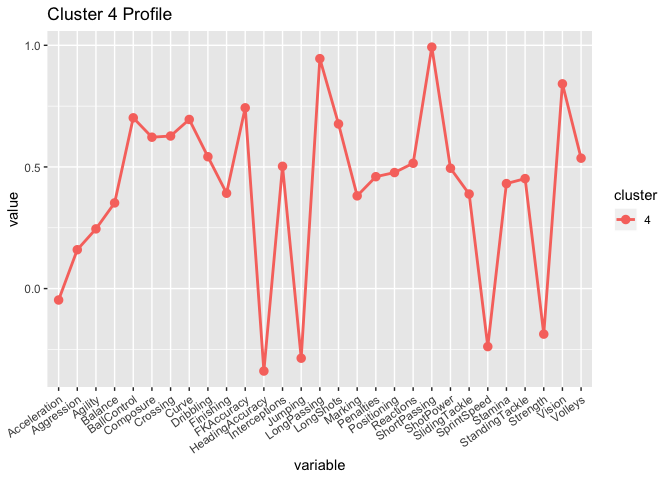 Cluster 4 Profile
value
1.0
0.5
0.0
Acceleration
Aggression
Agility
Balance
BallControl
Composure
Crossing
Curve
Dribbling
Finishing
FKAccuracy
HeadingAccuracy
Interceptions
Jumping
LongPassing
LongShots
Marking
Penalties
Positioning
Reactions
ShortPassing
ShotPower
SlidingTackle
SprintSpeed
Stamina
StandingTackle
Strength
Vision
Volleys
variable
cluster
4